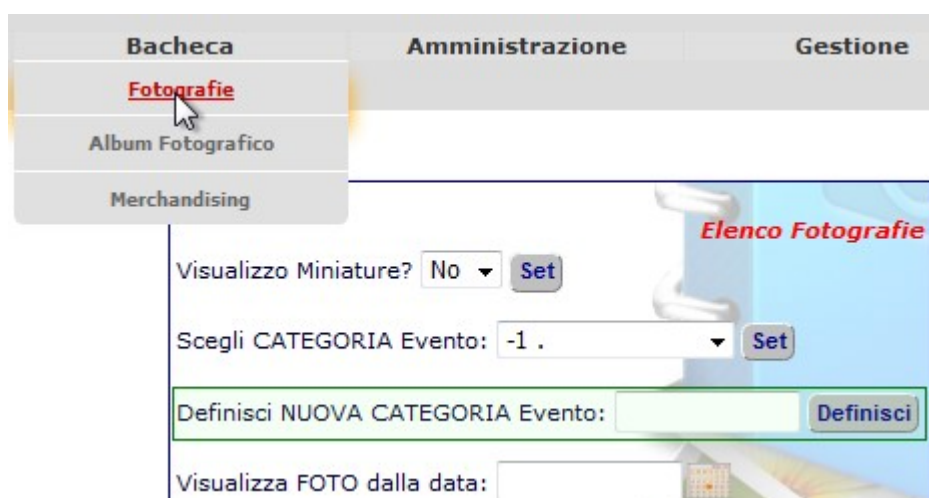 Bacheca Amministrazione Gestione
Fotografie
Album Fotografico
Merchandising
Elenco Fotografie
Visualizzo Miniature? No Set
Scegli CATEGORIA Evento: -1 . Set
Definisci NUOVA CATEGORIA Evento: Definisci
Visualizza FOTO dalla data: